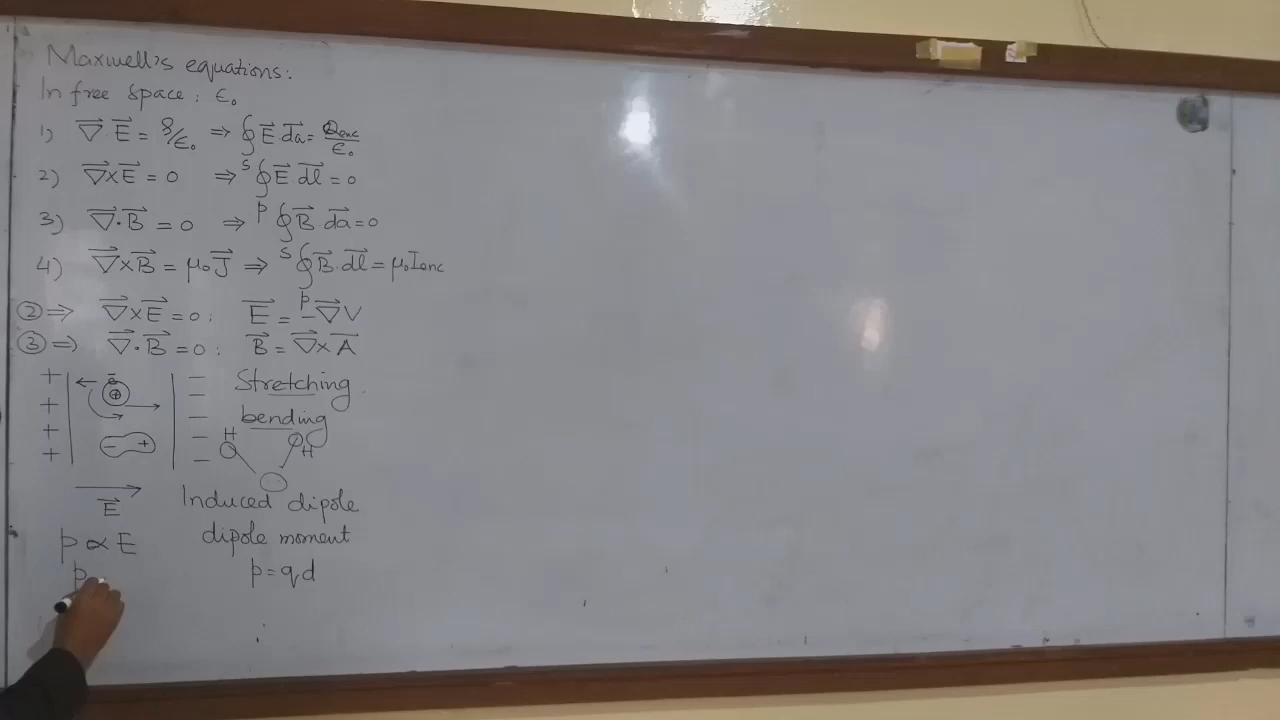 Maxwell's equations:
In free space: ϵ₀
1) ∇⃗ E⃗ = ρ/ϵ₀ ⇒ ∮ E⃗. da⃗ = Qenc/ϵ₀
S
2) ∇⃗×E⃗ = 0 ⇒ ∮ E⃗ dl⃗ = 0
P
3) ∇⃗·B⃗ = 0 ⇒ ∮ B⃗. da⃗ = 0
S
4) ∇⃗×B⃗ = μ₀J⃗ ⇒ ∮ B⃗. dl⃗ = μ₀Ienc
P
② ⇒ ∇⃗×E⃗ = 0: E⃗ = −∇⃗V
③ ⇒ ∇⃗·B⃗ = 0: B⃗ = ∇⃗×A⃗
+ −
+ ē + −
+ −
+ − + −
+ −
Stretching
bending
H H
E⃗
Induced dipole
p ∝ E
dipole moment
p
p = qd